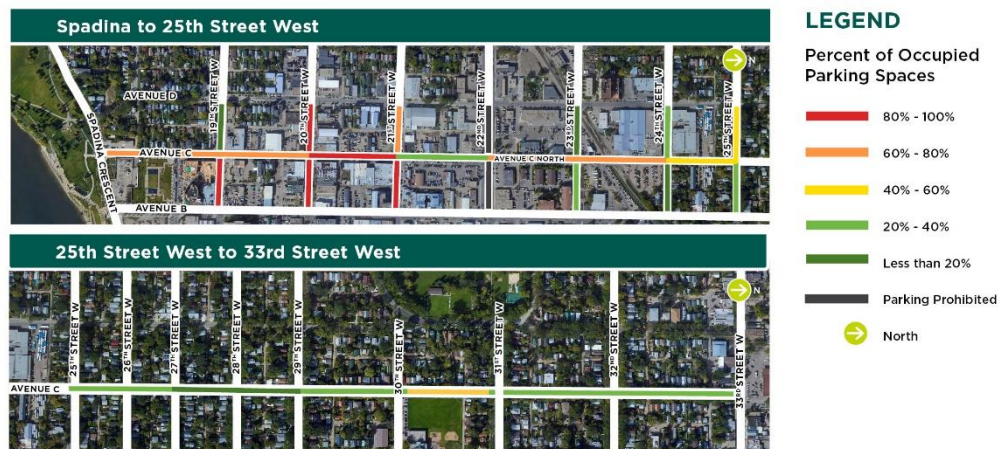 Spadina to 25th Street West
N
AVENUE D
SPADINA CRESCENT
19TH STREET W
20TH STREET W
21ST STREET W
22ND STREET W
23RD STREET W
24TH STREET W
25TH STREET W
AVENUE C
AVENUE C NORTH
AVENUE B
25th Street West to 33rd Street West
N
25TH STREET W
26TH STREET W
27TH STREET W
28TH STREET W
29TH STREET W
30TH STREET W
31ST STREET W
32ND STREET W
33RD STREET W
AVENUE C
LEGEND
Percent of Occupied
Parking Spaces
80% - 100%
60% - 80%
40% - 60%
20% - 40%
Less than 20%
Parking Prohibited
North